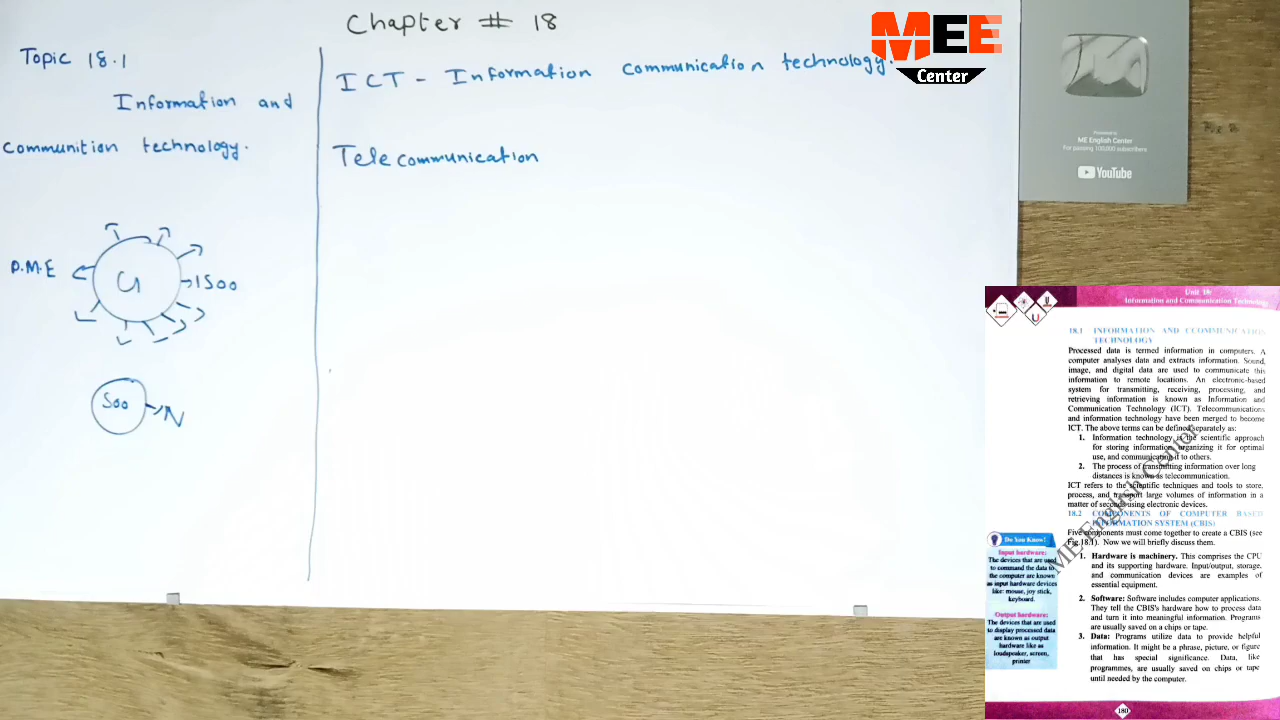 Chapter # 18
Topic 18.1
Information and
communition technology.
ICT - Information communication technology.
Telecommunication
P.M.E
G
1500
500
N
MEE
Center
Presented to
ME English Center
For passing 100,000 subscribers
YouTube
Unit 18:
Information and Communication Technology
18.1 INFORMATION AND COMMUNICATION
TECHNOLOGY
Processed data is termed information in computers. A
computer analyses data and extracts information. Sound,
image, and digital data are used to communicate this
information to remote locations. An electronic-based
system for transmitting, receiving, processing, and
retrieving information is known as Information and
Communication Technology (ICT). Telecommunications
and information technology have been merged to become
ICT. The above terms can be defined separately as:
1. Information technology is the scientific approach
for storing information, organizing it for optimal
use, and communicating it to others.
2. The process of transmitting information over long
distances is known as telecommunication.
ICT refers to the scientific techniques and tools to store,
process, and transport large volumes of information in a
matter of seconds using electronic devices.
18.2 COMPONENTS OF COMPUTER BASED
INFORMATION SYSTEM (CBIS)
Five components must come together to create a CBIS (see
Fig.18.1). Now we will briefly discuss them.
1. Hardware is machinery. This comprises the CPU
and its supporting hardware. Input/output, storage,
and communication devices are examples of
essential equipment.
2. Software: Software includes computer applications.
They tell the CBIS's hardware how to process data
and turn it into meaningful information. Programs
are usually saved on a chips or tape.
3. Data: Programs utilize data to provide helpful
information. It might be a phrase, picture, or figure
that has special significance. Data, like
programmes, are usually saved on chips or tape
until needed by the computer.
Do You Know!
Input hardware:
The devices that are used
to command the data to
the computer are known
as input hardware devices
like: mouse, joy stick,
keyboard.
Output hardware:
The devices that are used
to display processed data
are known as output
hardware like as
loudspeaker, screen,
printer
ME English Center
180